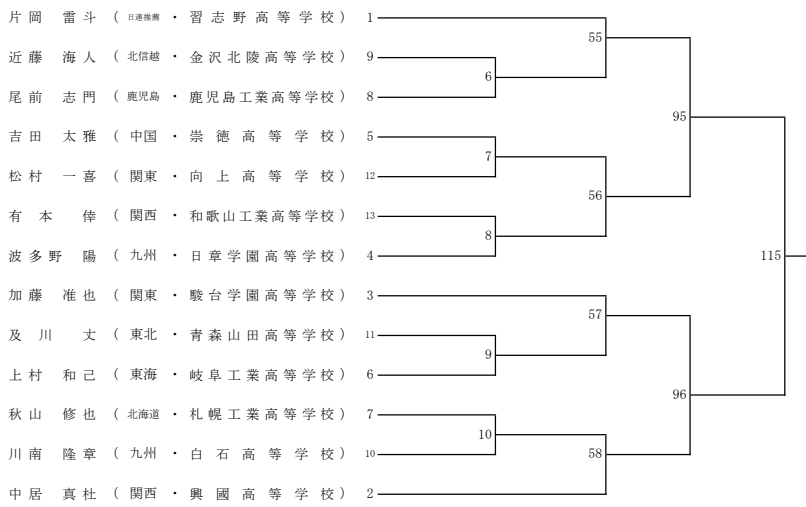 片岡 雷斗 (日連推薦・習志野高等学校) 1
55
近藤 海人 (北信越・金沢北陵高等学校) 9
6
尾前 志門 (鹿児島・鹿児島工業高等学校) 8
95
吉田 太雅 (中国・崇徳高等学校) 5
7
松村 一喜 (関東・向上高等学校) 12
56
有本 倖 (関西・和歌山工業高等学校) 13
8
波多野 陽 (九州・日章学園高等学校) 4
115
加藤 准也 (関東・駿台学園高等学校) 3
57
及川 丈 (東北・青森山田高等学校) 11
9
上村 和己 (東海・岐阜工業高等学校) 6
96
秋山 修也 (北海道・札幌工業高等学校) 7
10
川南 隆章 (九州・白石高等学校) 10
58
中居 真杜 (関西・興國高等学校) 2